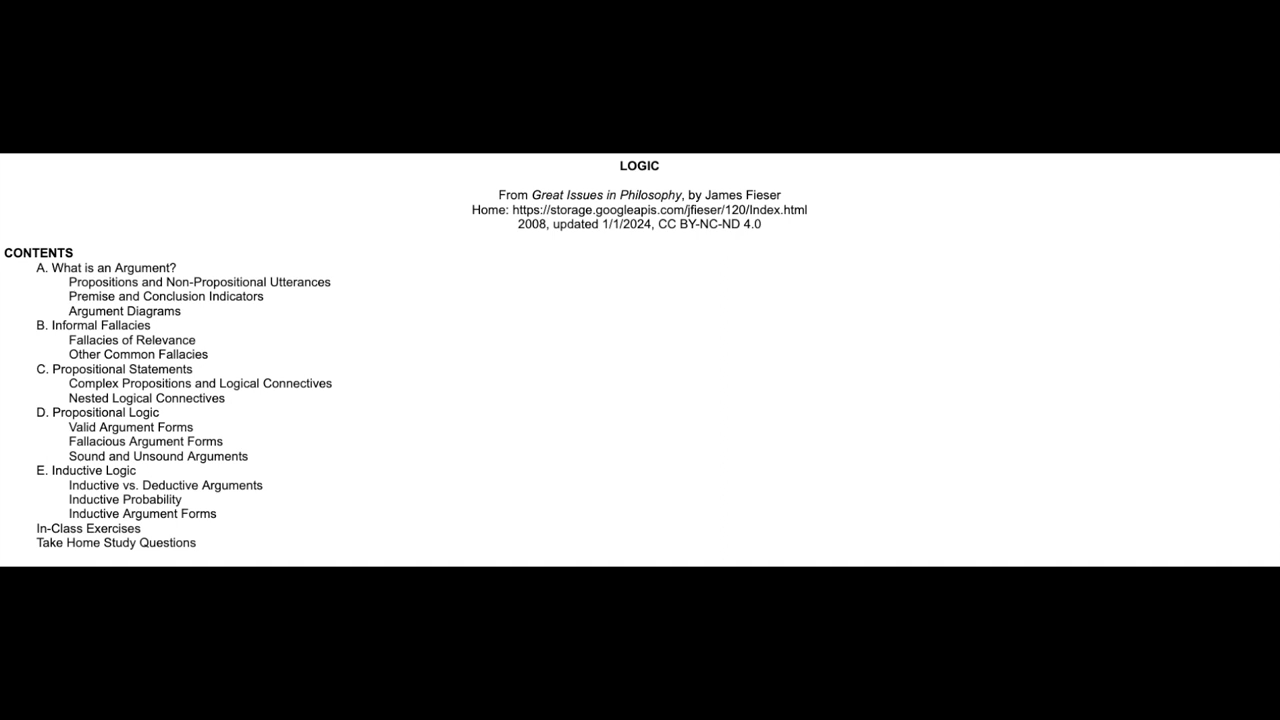 LOGIC
From Great Issues in Philosophy, by James Fieser
Home: https://storage.googleapis.com/jfieser/120/Index.html
2008, updated 1/1/2024, CC BY-NC-ND 4.0
CONTENTS
A. What is an Argument?
Propositions and Non-Propositional Utterances
Premise and Conclusion Indicators
Argument Diagrams
B. Informal Fallacies
Fallacies of Relevance
Other Common Fallacies
C. Propositional Statements
Complex Propositions and Logical Connectives
Nested Logical Connectives
D. Propositional Logic
Valid Argument Forms
Fallacious Argument Forms
Sound and Unsound Arguments
E. Inductive Logic
Inductive vs. Deductive Arguments
Inductive Probability
Inductive Argument Forms
In-Class Exercises
Take Home Study Questions